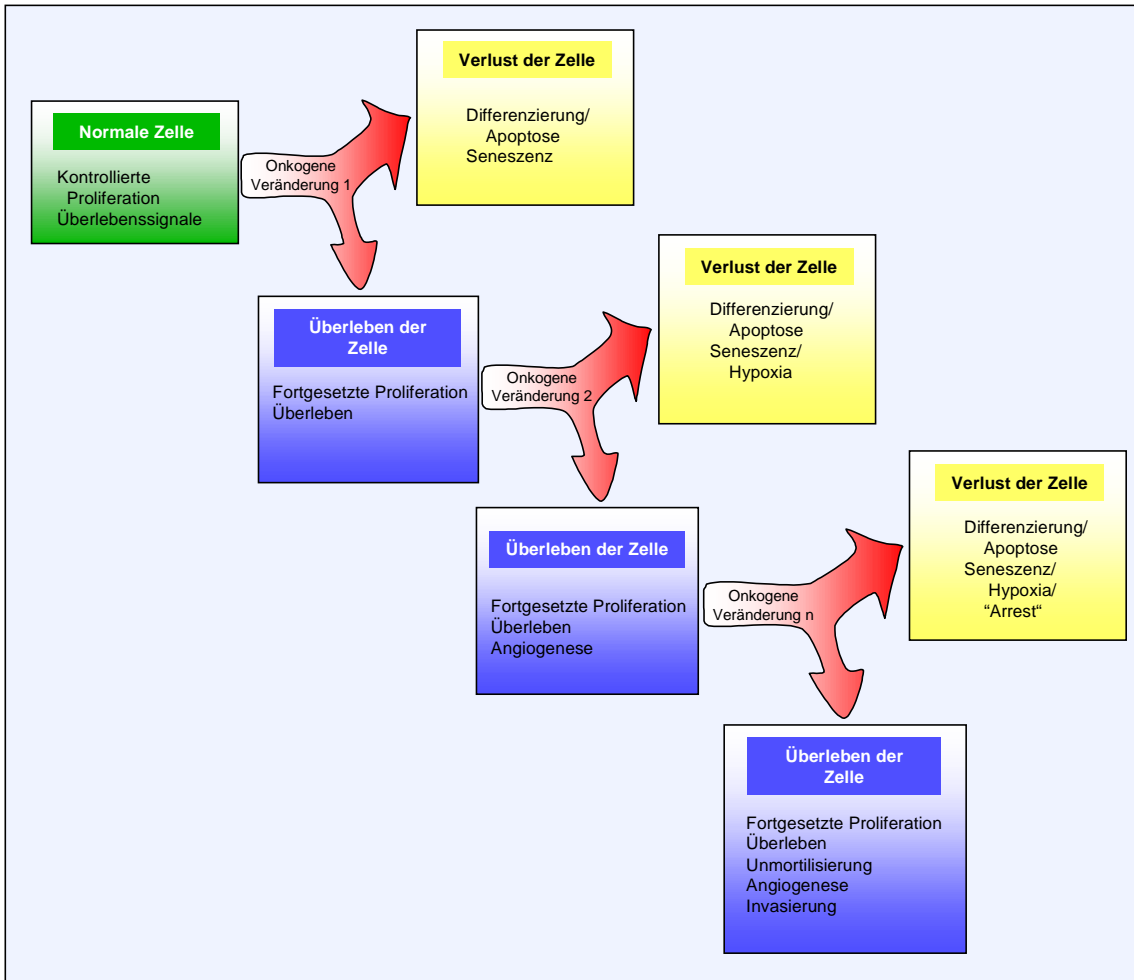 Normale Zelle
Kontrollierte
Proliferation
Überlebenssignale
Onkogene
Veränderung 1
Verlust der Zelle
Differenzierung/
Apoptose
Seneszenz
Überleben der
Zelle
Fortgesetzte Proliferation
Überleben
Onkogene
Veränderung 2
Verlust der Zelle
Differenzierung/
Apoptose
Seneszenz/
Hypoxia
Überleben der Zelle
Fortgesetzte Proliferation
Überleben
Angiogenese
Onkogene
Veränderung n
Verlust der Zelle
Differenzierung/
Apoptose
Seneszenz/
Hypoxia/
“Arrest“
Überleben der
Zelle
Fortgesetzte Proliferation
Überleben
Unmortilisierung
Angiogenese
Invasierung